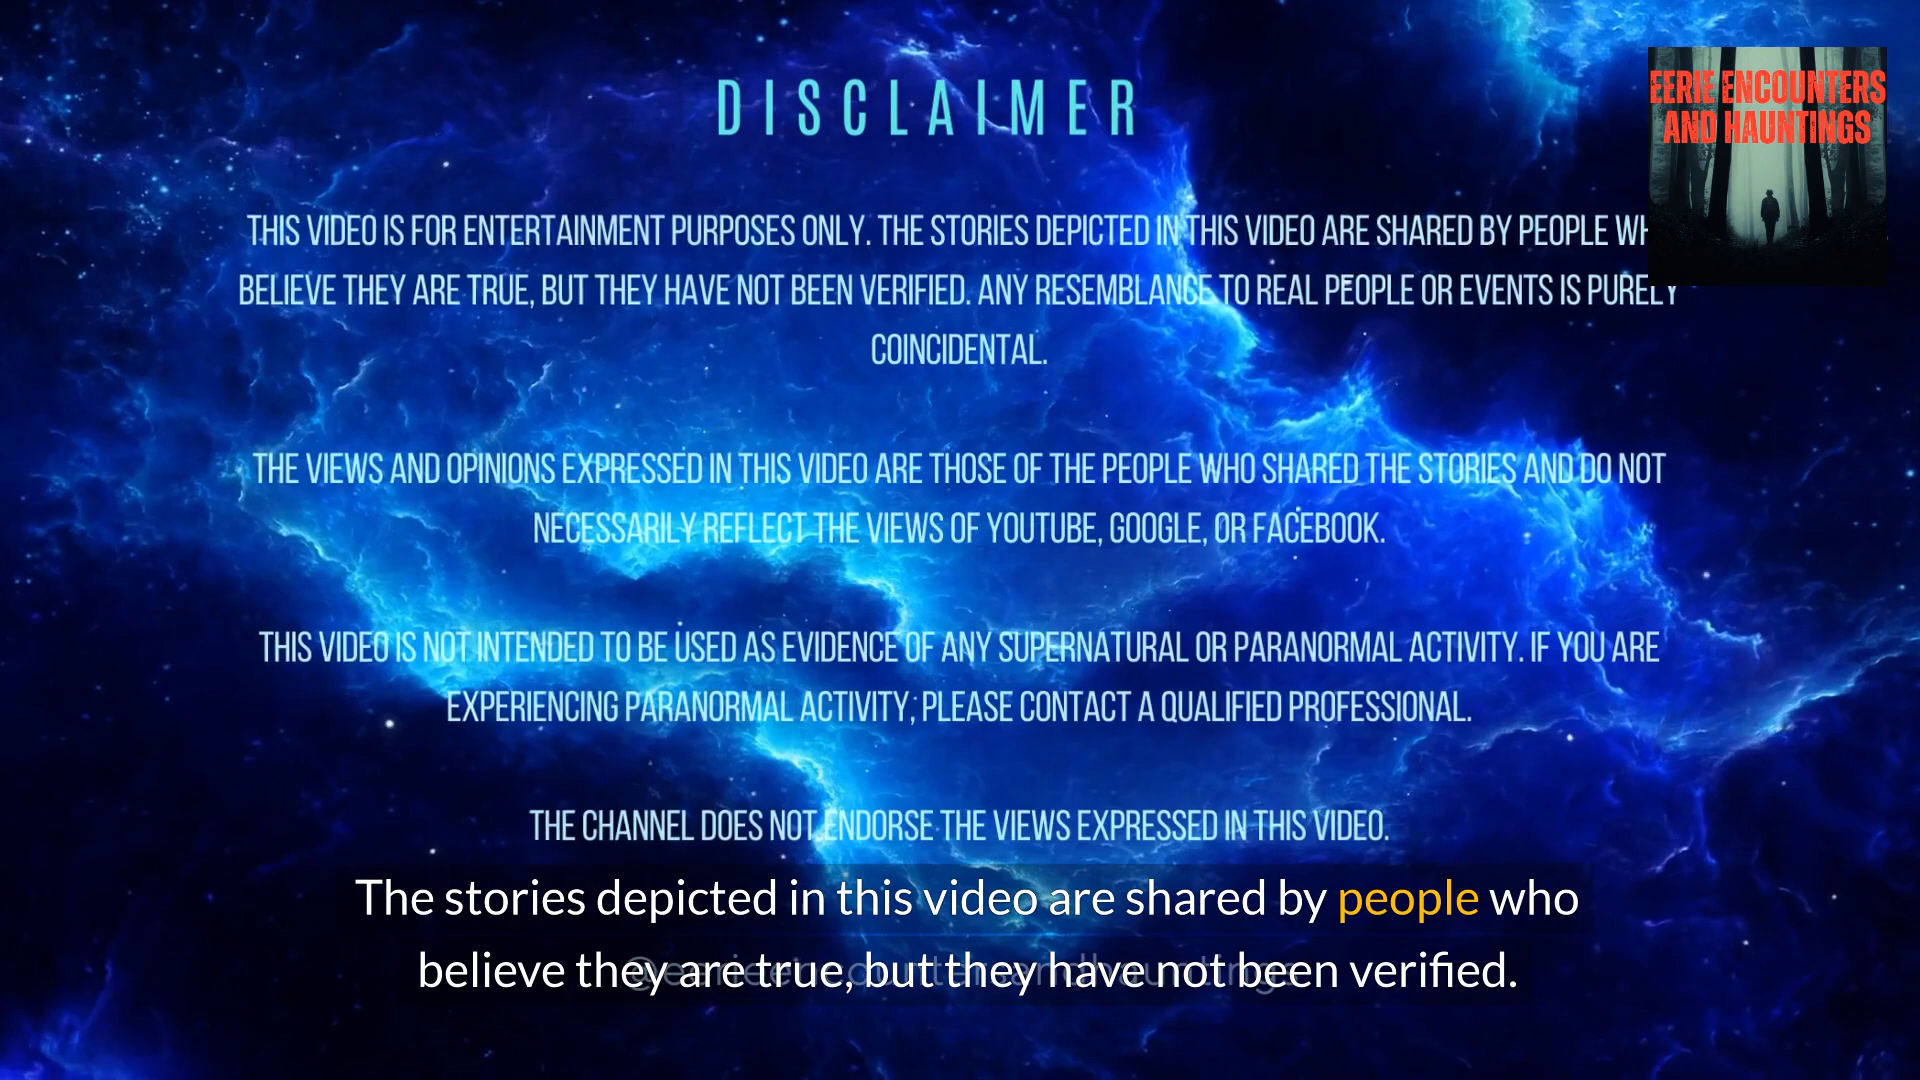 DISCLAIMER
EERIE ENCOUNTERS
AND HAUNTINGS
THIS VIDEO IS FOR ENTERTAINMENT PURPOSES ONLY. THE STORIES DEPICTED IN THIS VIDEO ARE SHARED BY PEOPLE WH
BELIEVE THEY ARE TRUE, BUT THEY HAVE NOT BEEN VERIFIED. ANY RESEMBLANCE TO REAL PEOPLE OR EVENTS IS PURELY
COINCIDENTAL.
THE VIEWS AND OPINIONS EXPRESSED IN THIS VIDEO ARE THOSE OF THE PEOPLE WHO SHARED THE STORIES AND DO NOT
NECESSARILY REFLECT THE VIEWS OF YOUTUBE, GOOGLE, OR FACEBOOK.
THIS VIDEO IS NOT INTENDED TO BE USED AS EVIDENCE OF ANY SUPERNATURAL OR PARANORMAL ACTIVITY. IF YOU ARE
EXPERIENCING PARANORMAL ACTIVITY; PLEASE CONTACT A QUALIFIED PROFESSIONAL.
THE CHANNEL DOES NOT ENDORSE THE VIEWS EXPRESSED IN THIS VIDEO.
The stories depicted in this video are shared by people who
believe they are true, but they have not been verified.
@eerieencountersandhauntings